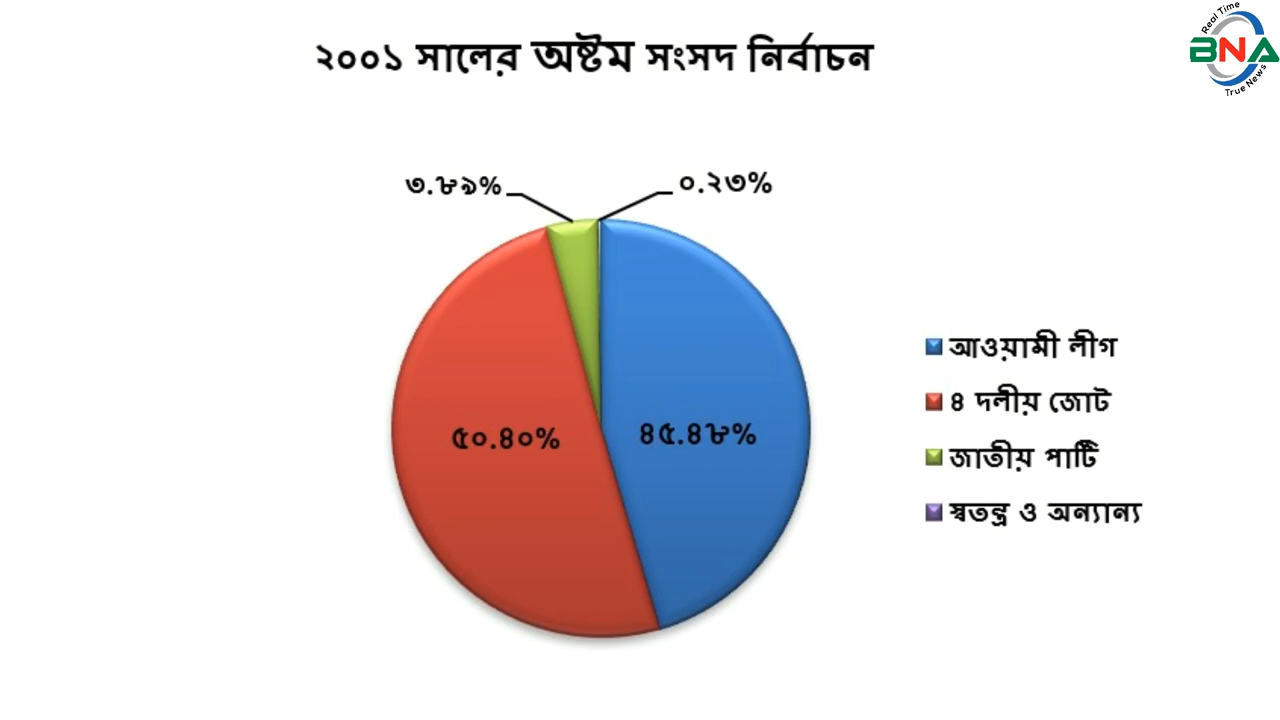 Real Time
BNA
True News
২০০১ সালের অষ্টম সংসদ নির্বাচন
৩.৮৯%
০.২৩%
৫০.৪০%
৪৫.৪৮%
আওয়ামী লীগ
৪ দলীয় জোট
জাতীয় পার্টি
স্বতন্ত্র ও অন্যান্য